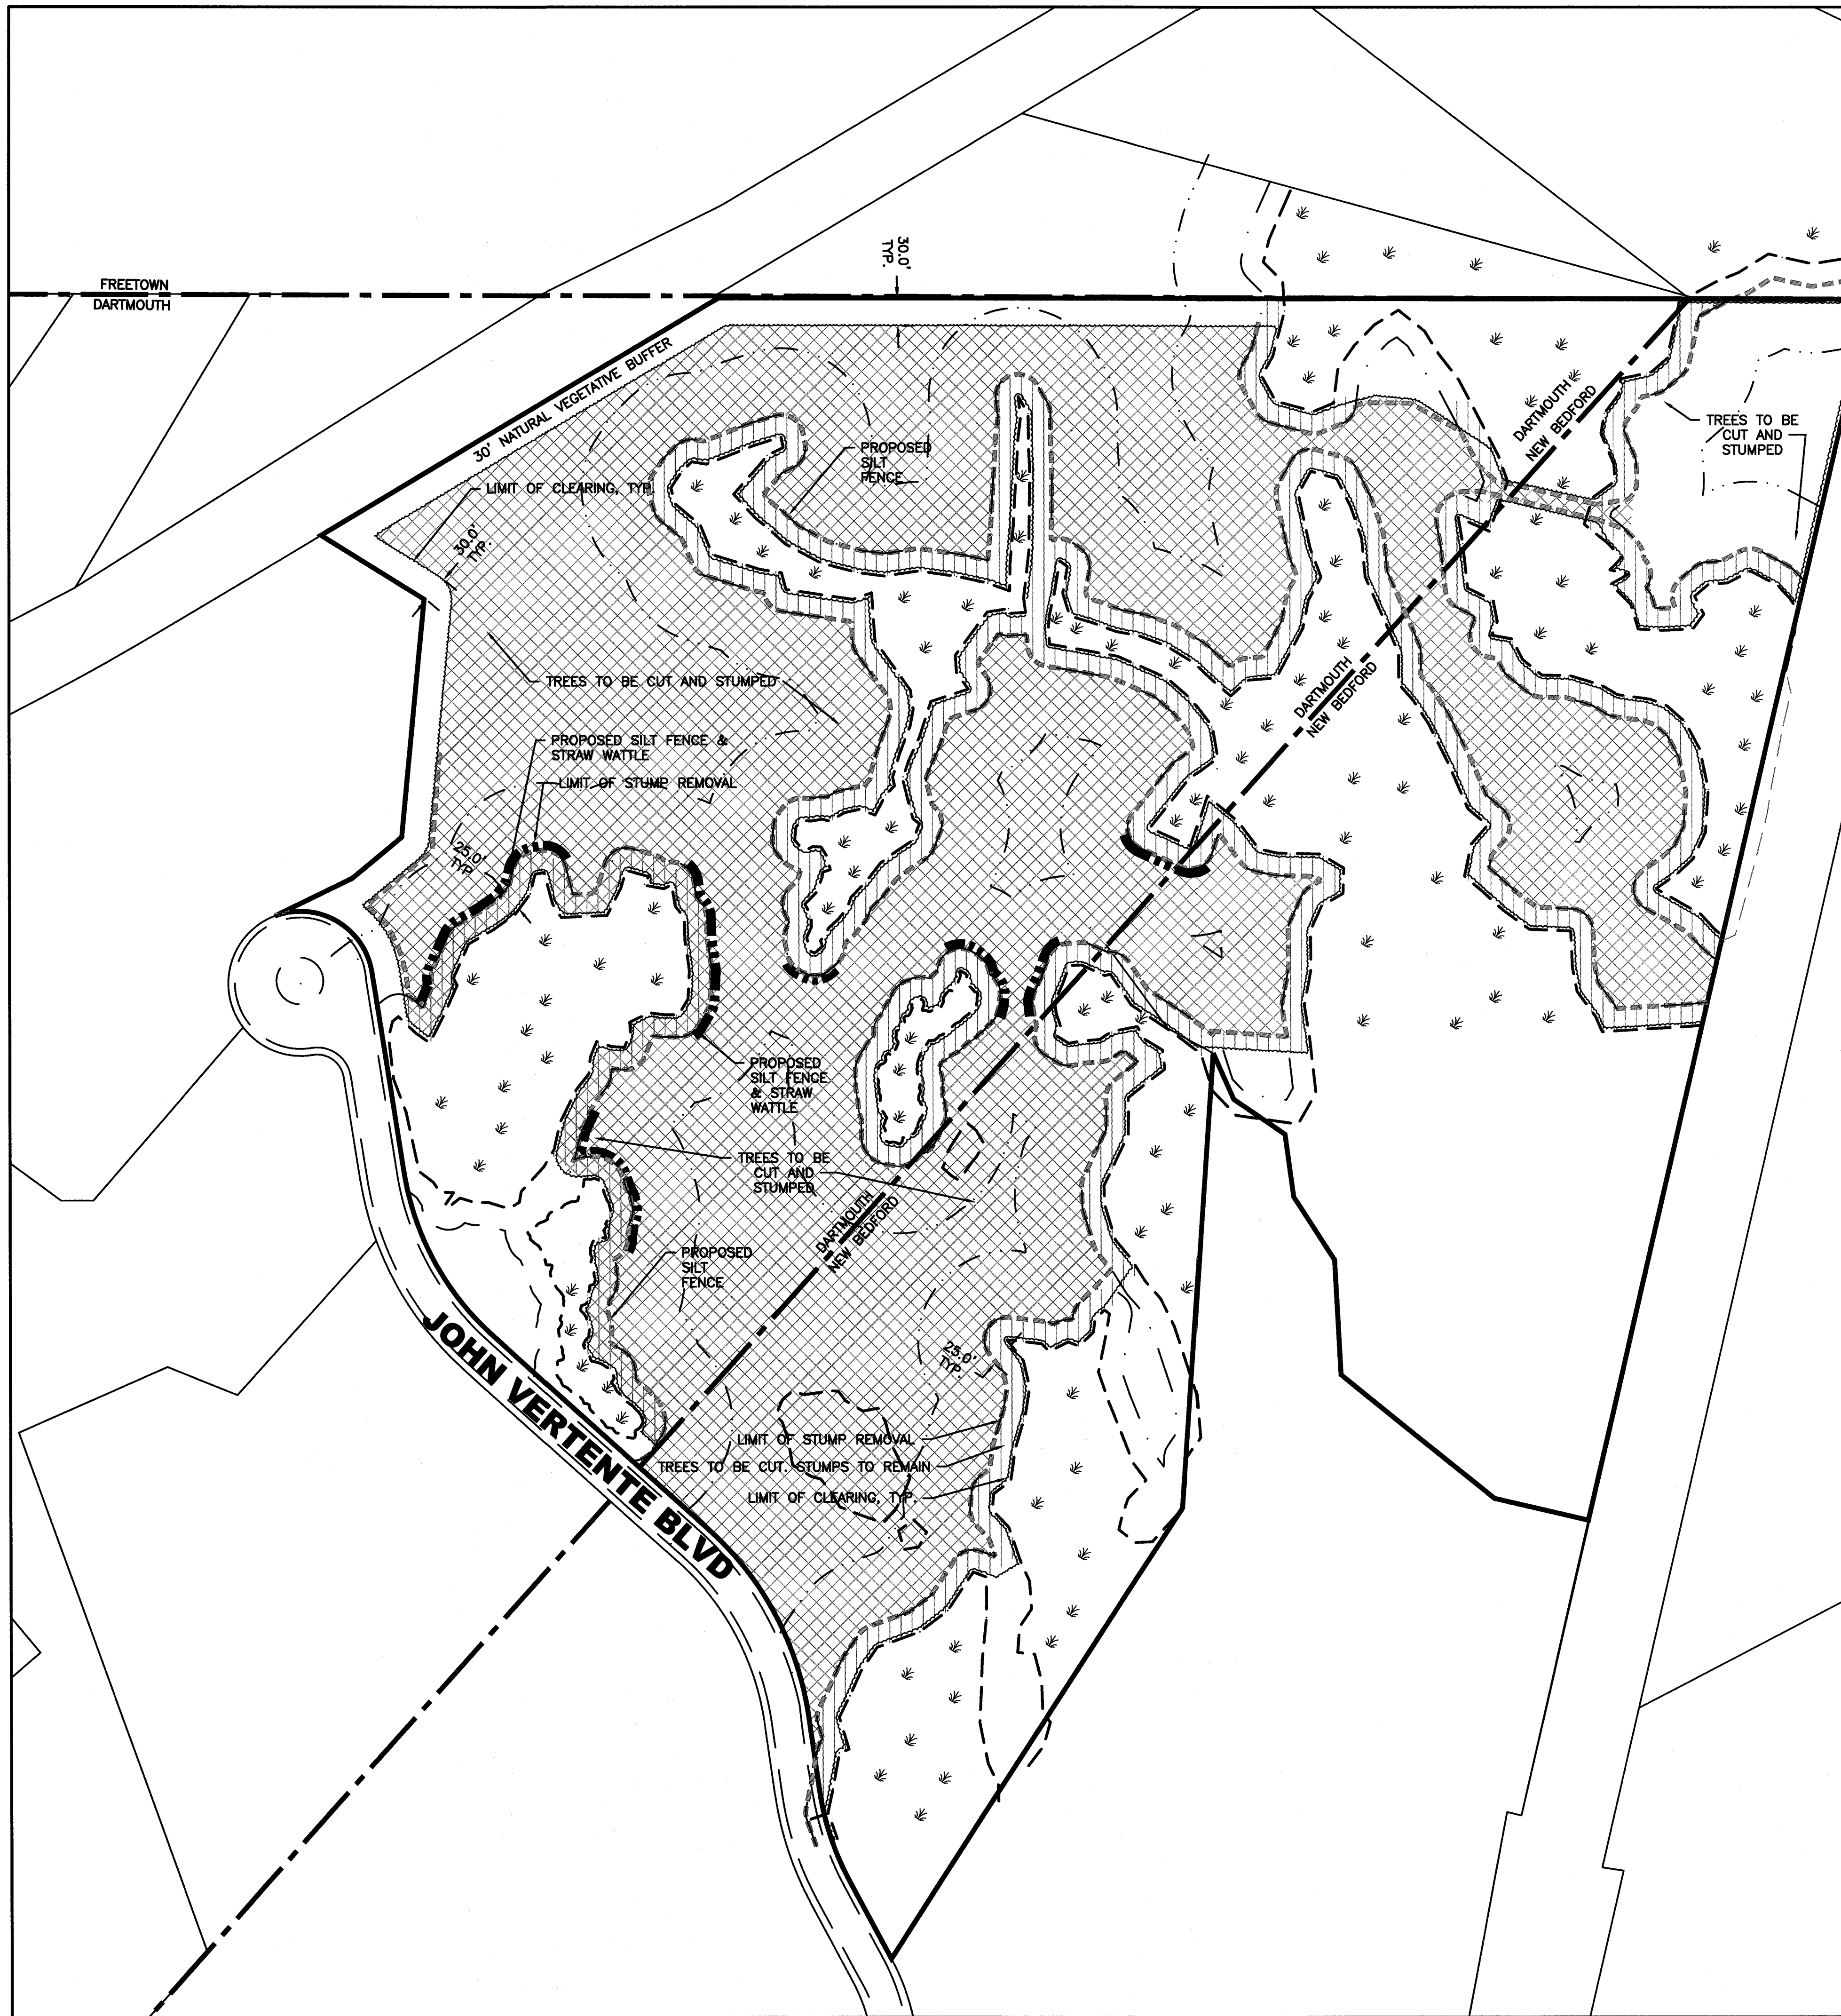 30.0'
TYP.
FREETOWN
DARTMOUTH
30' NATURAL VEGETATIVE BUFFER
DARTMOUTH
NEW BEDFORD
TREES TO BE
CUT AND
STUMPED
PROPOSED
SILT
FENCE
LIMIT OF CLEARING, TYP.
30.0'
TYP.
TREES TO BE CUT AND STUMPED
DARTMOUTH
NEW BEDFORD
PROPOSED SILT FENCE &
STRAW WATTLE
LIMIT OF STUMP REMOVAL
25.0'
TYP
PROPOSED
SILT FENCE
& STRAW
WATTLE
TREES TO BE
CUT AND
STUMPED
DARTMOUTH
NEW BEDFORD
PROPOSED
SILT
FENCE
25.0'
TYP.
JOHN VERTENTE BLVD
LIMIT OF STUMP REMOVAL
TREES TO BE CUT. STUMPS TO REMAIN
LIMIT OF CLEARING, TYP.